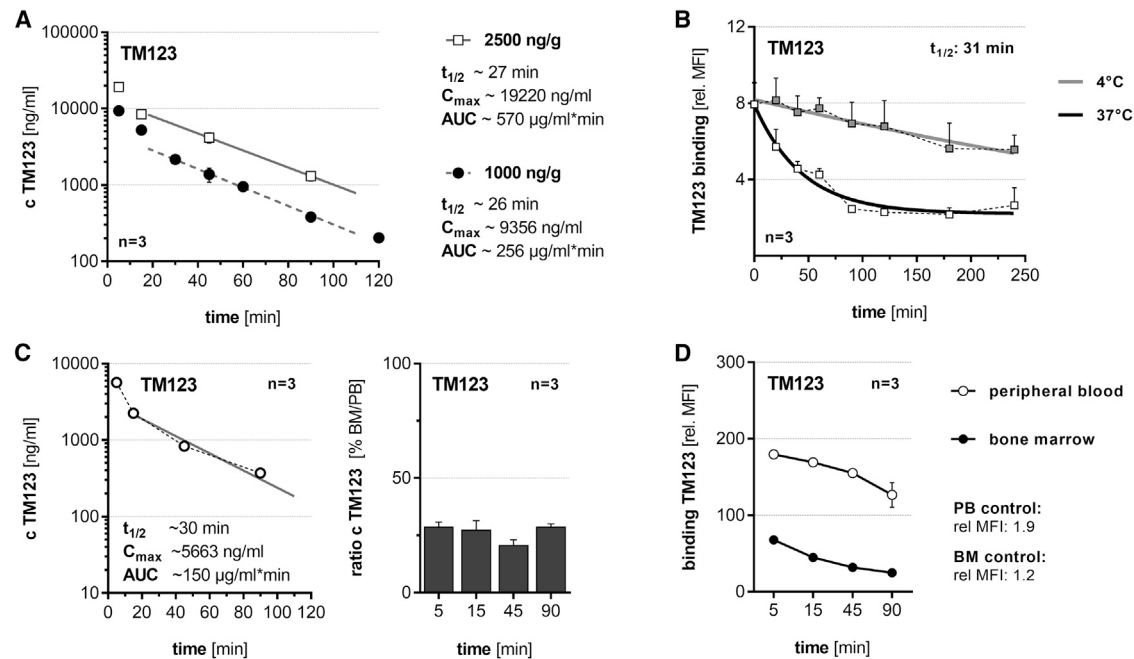 A
TM123
c TM123 [ng/ml]
100000
10000
1000
100
0
20
40
60
80
100
120
time [min]
n=3
2500 ng/g
t1/2 ~ 27 min
Cmax ~ 19220 ng/ml
AUC ~ 570 µg/ml*min
1000 ng/g
t1/2 ~ 26 min
Cmax ~ 9356 ng/ml
AUC ~ 256 µg/ml*min
B
TM123
t1/2: 31 min
TM123 binding [rel. MFI]
12
8
4
0
50
100
150
200
250
time [min]
n=3
4°C
37°C
C
TM123
n=3
c TM123 [ng/ml]
10000
1000
100
10
0
20
40
60
80
100
120
time [min]
t1/2 ~30 min
Cmax ~5663 ng/ml
AUC ~150 µg/ml*min
TM123
n=3
ratio c TM123 [% BM/PB]
100
50
0
5
15
45
90
time [min]
D
TM123
n=3
binding TM123 [rel. MFI]
300
200
100
0
5
15
45
90
time [min]
peripheral blood
bone marrow
PB control:
rel MFI: 1.9
BM control:
rel MFI: 1.2